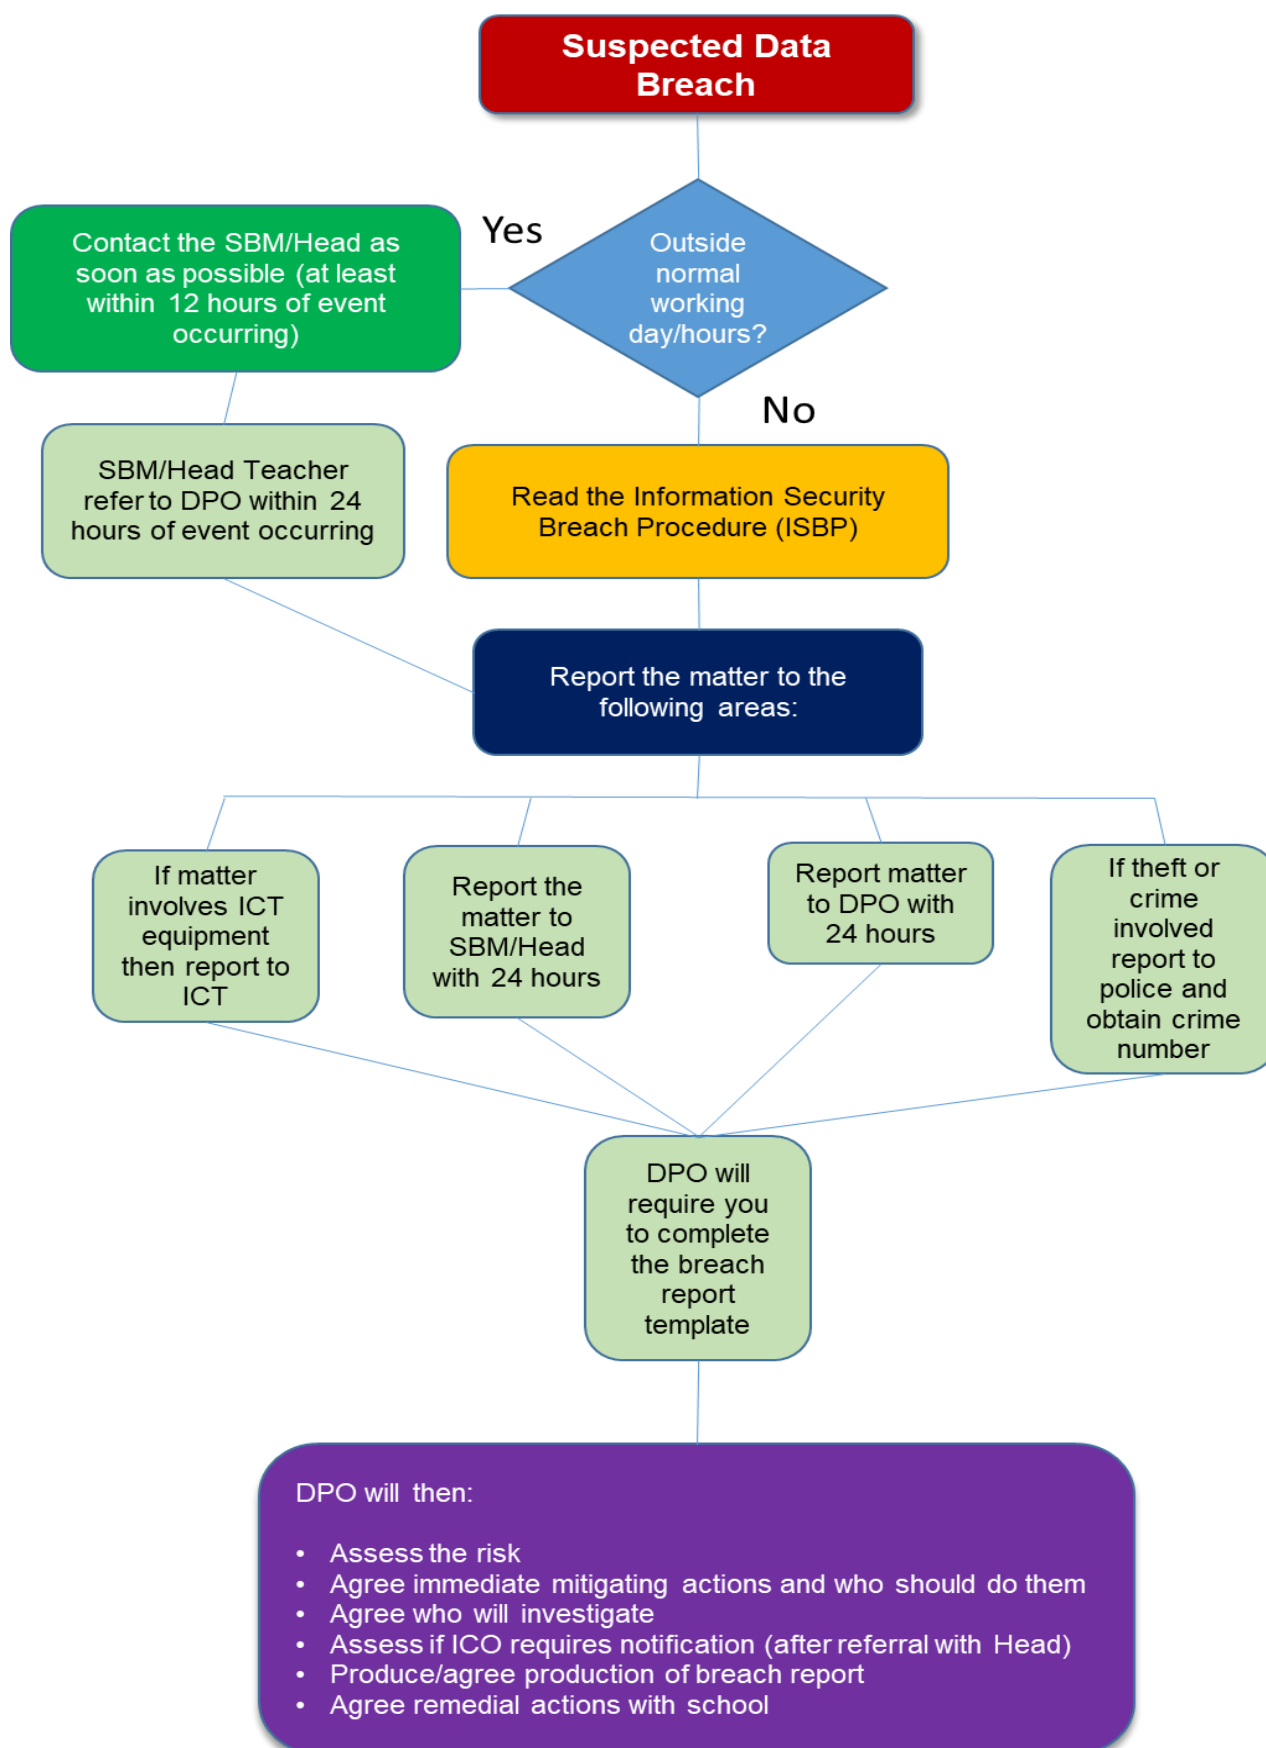 Suspected Data
Breach
Yes
Outside
normal
working
day/hours?
Contact the SBM/Head as
soon as possible (at least
within 12 hours of event
occurring)
No
SBM/Head Teacher
refer to DPO within 24
hours of event occurring
Read the Information Security
Breach Procedure (ISBP)
Report the matter to the
following areas:
If matter
involves ICT
equipment
then report to
ICT
Report the
matter to
SBM/Head
with 24 hours
Report matter
to DPO with
24 hours
If theft or
crime
involved
report to
police and
obtain crime
number
DPO will
require you
to complete
the breach
report
template
DPO will then:
• Assess the risk
• Agree immediate mitigating actions and who should do them
• Agree who will investigate
• Assess if ICO requires notification (after referral with Head)
• Produce/agree production of breach report
• Agree remedial actions with school